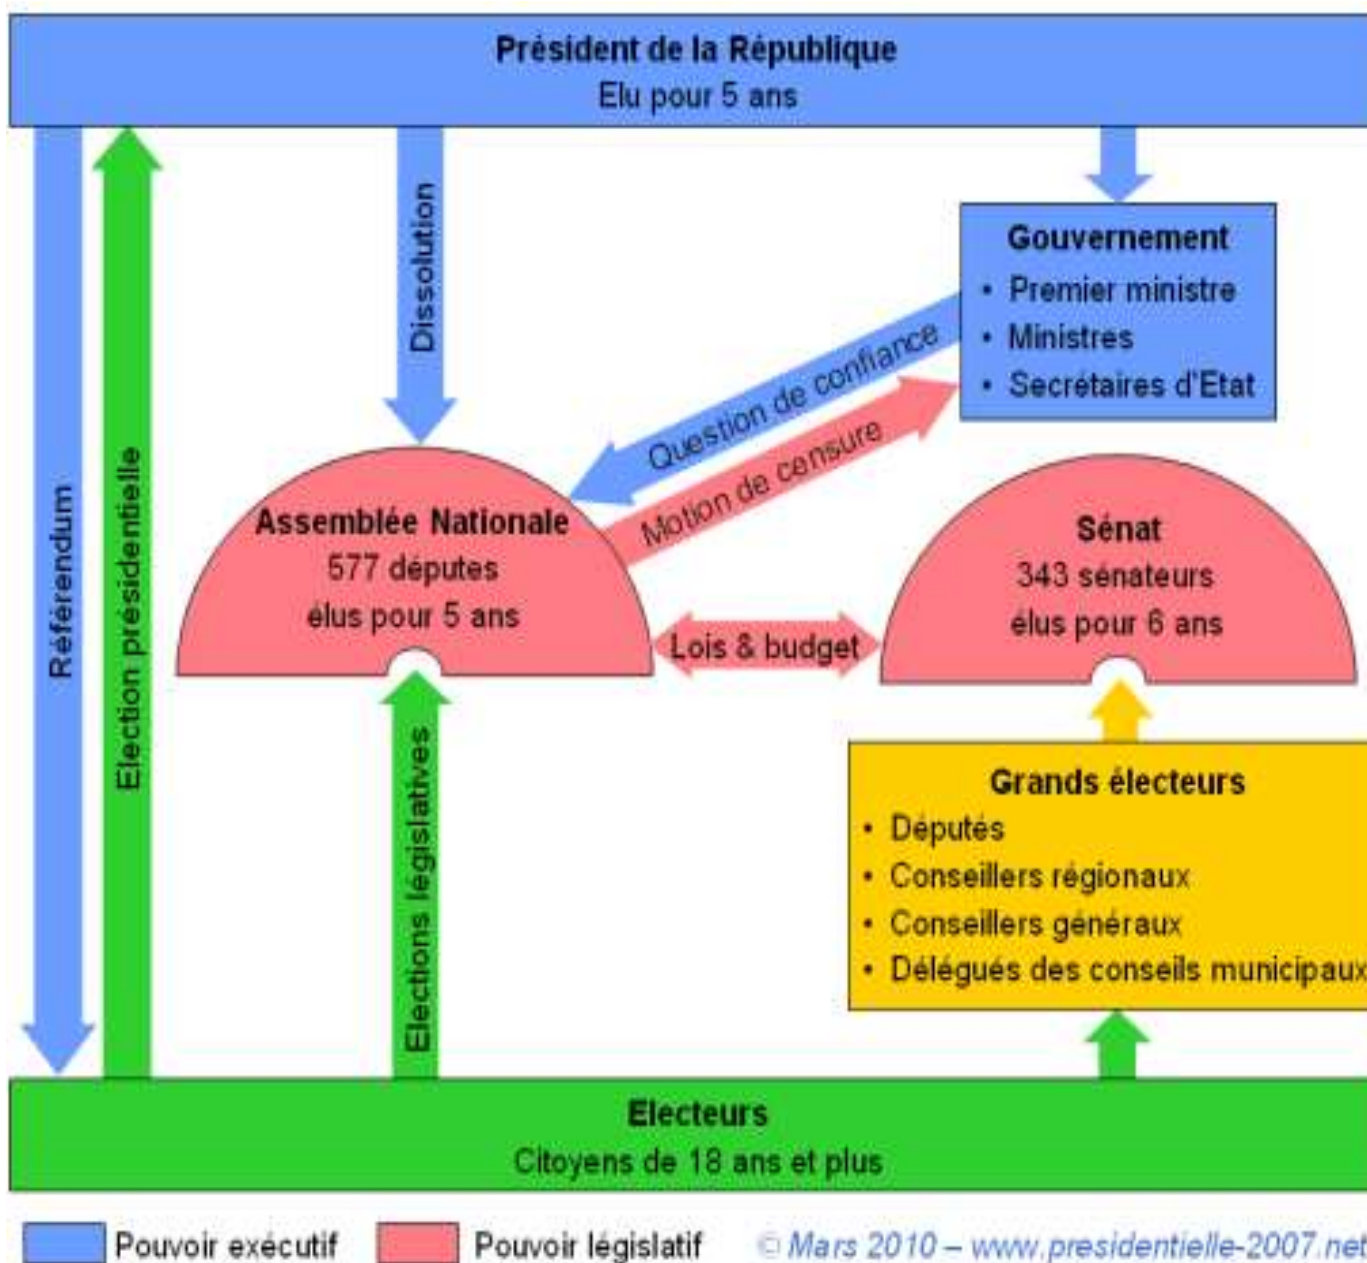 Président de la République
Elu pour 5 ans
Référendum
Election présidentielle
Dissolution
Gouvernement
• Premier ministre
• Ministres
• Secrétaires d'Etat
Question de confiance
Motion de censure
Assemblée Nationale
577 députes
élus pour 5 ans
Lois & budget
Sénat
343 sénateurs
élus pour 6 ans
Elections législatives
Grands électeurs
• Députés
• Conseillers régionaux
• Conseillers généraux
• Délégués des conseils municipaux
Electeurs
Citoyens de 18 ans et plus
Pouvoir exécutif
Pouvoir législatif
© Mars 2010 – www.presidentielle-2007.net